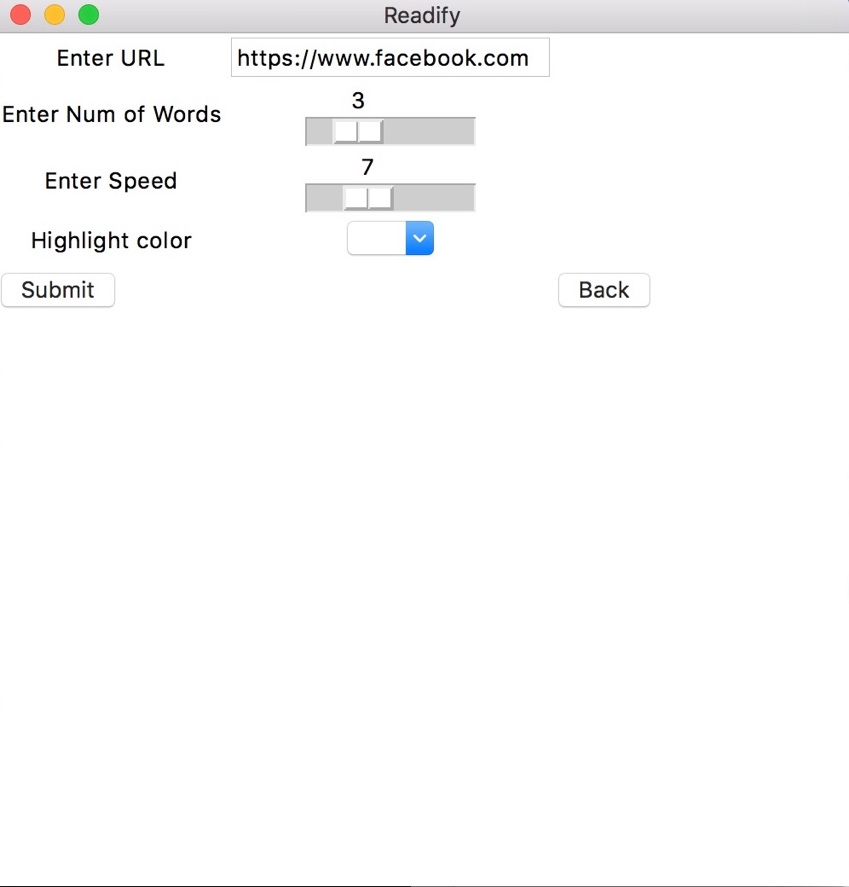 Readify
Enter URL https://www.facebook.com
3
Enter Num of Words
7
Enter Speed
Highlight color
Submit Back